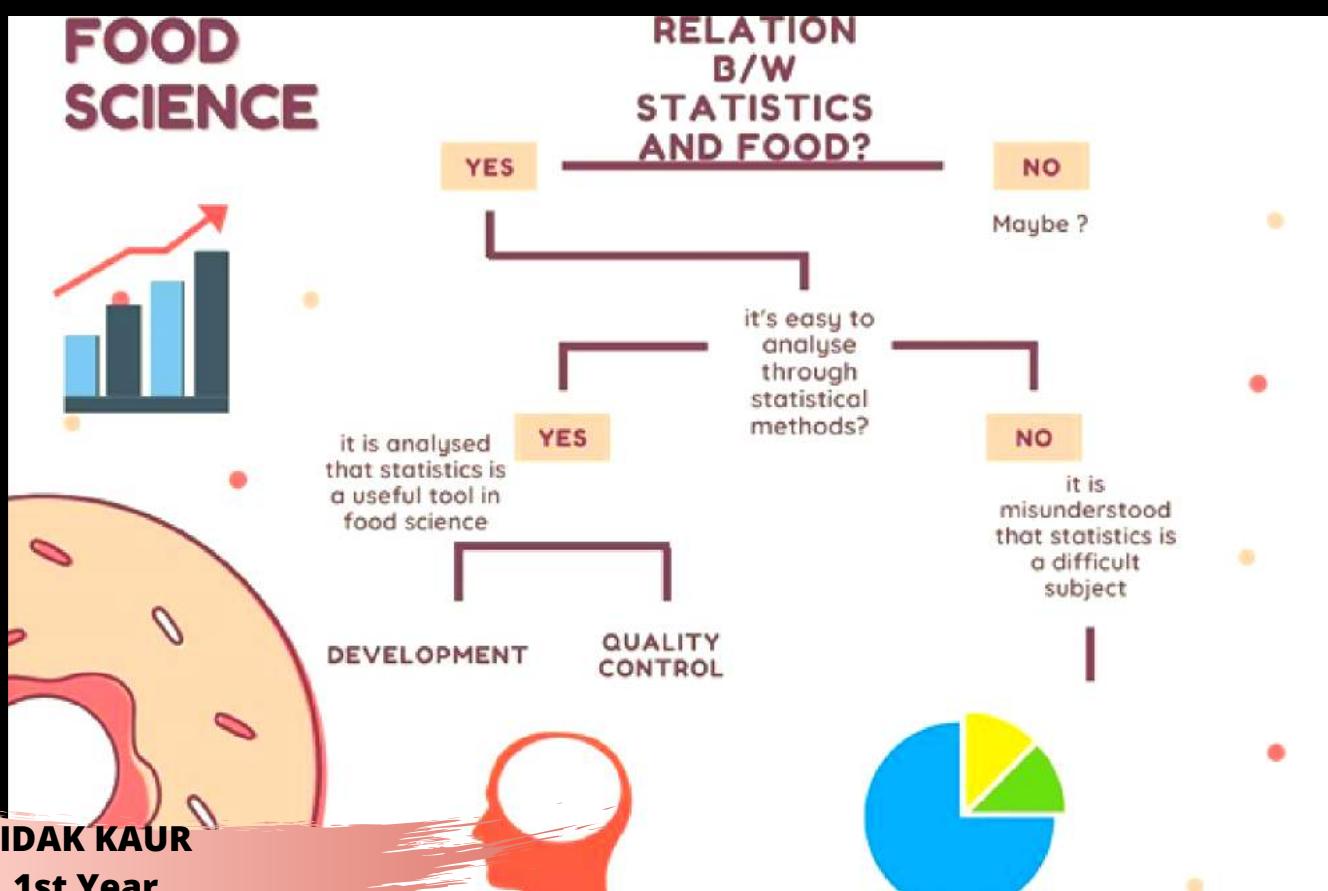 FOOD
SCIENCE
RELATION
B/W
STATISTICS
AND FOOD?
YES
NO
Maybe ?
it's easy to
analyse
through
statistical
methods?
YES
it is analysed
that statistics is
a useful tool in
food science
NO
it is
misunderstood
that statistics is
a difficult
subject
DEVELOPMENT
QUALITY
CONTROL
IDAK KAUR
1st Year